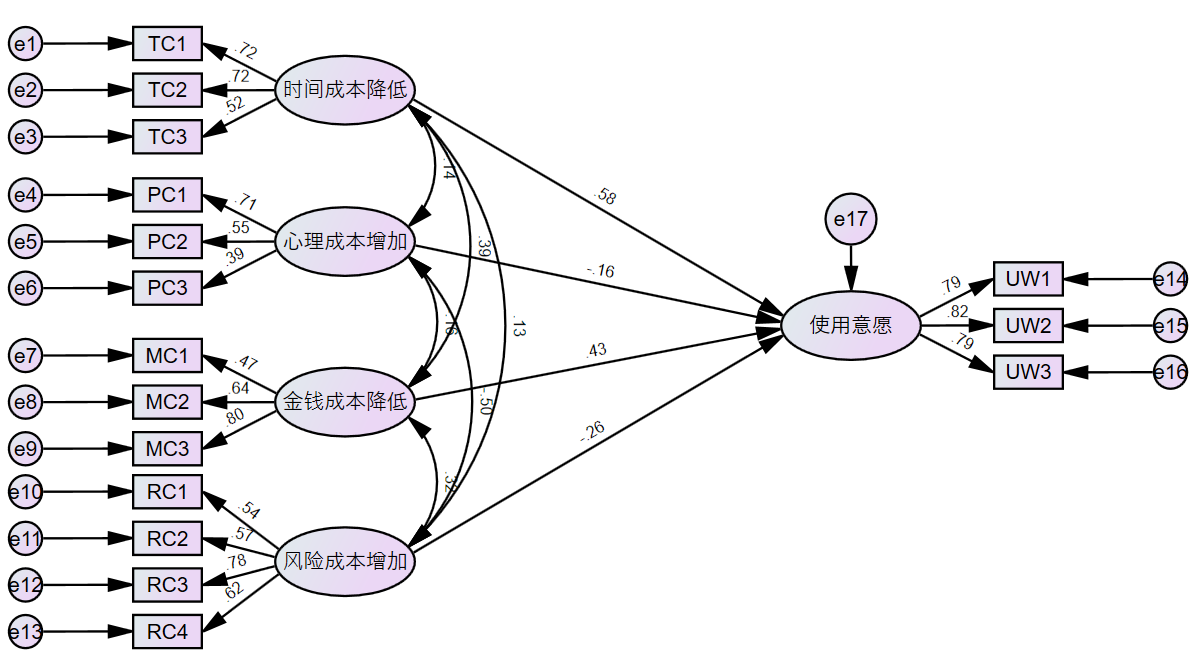 e1
TC1
.72
e2
TC2
.72
时间成本降低
e3
TC3
.52
.14
e4
PC1
.71
.58
e5
PC2
.55
心理成本增加
.39
e6
PC3
.39
-.16
e17
e7
MC1
.47
.13
使用意愿
.79
UW1
e14
.82
UW2
e15
.79
UW3
e16
e8
MC2
.64
金钱成本降低
.43
e9
MC3
.80
.50
-.26
e10
RC1
.54
e11
RC2
.57
风险成本增加
e12
RC3
.78
e13
RC4
.62